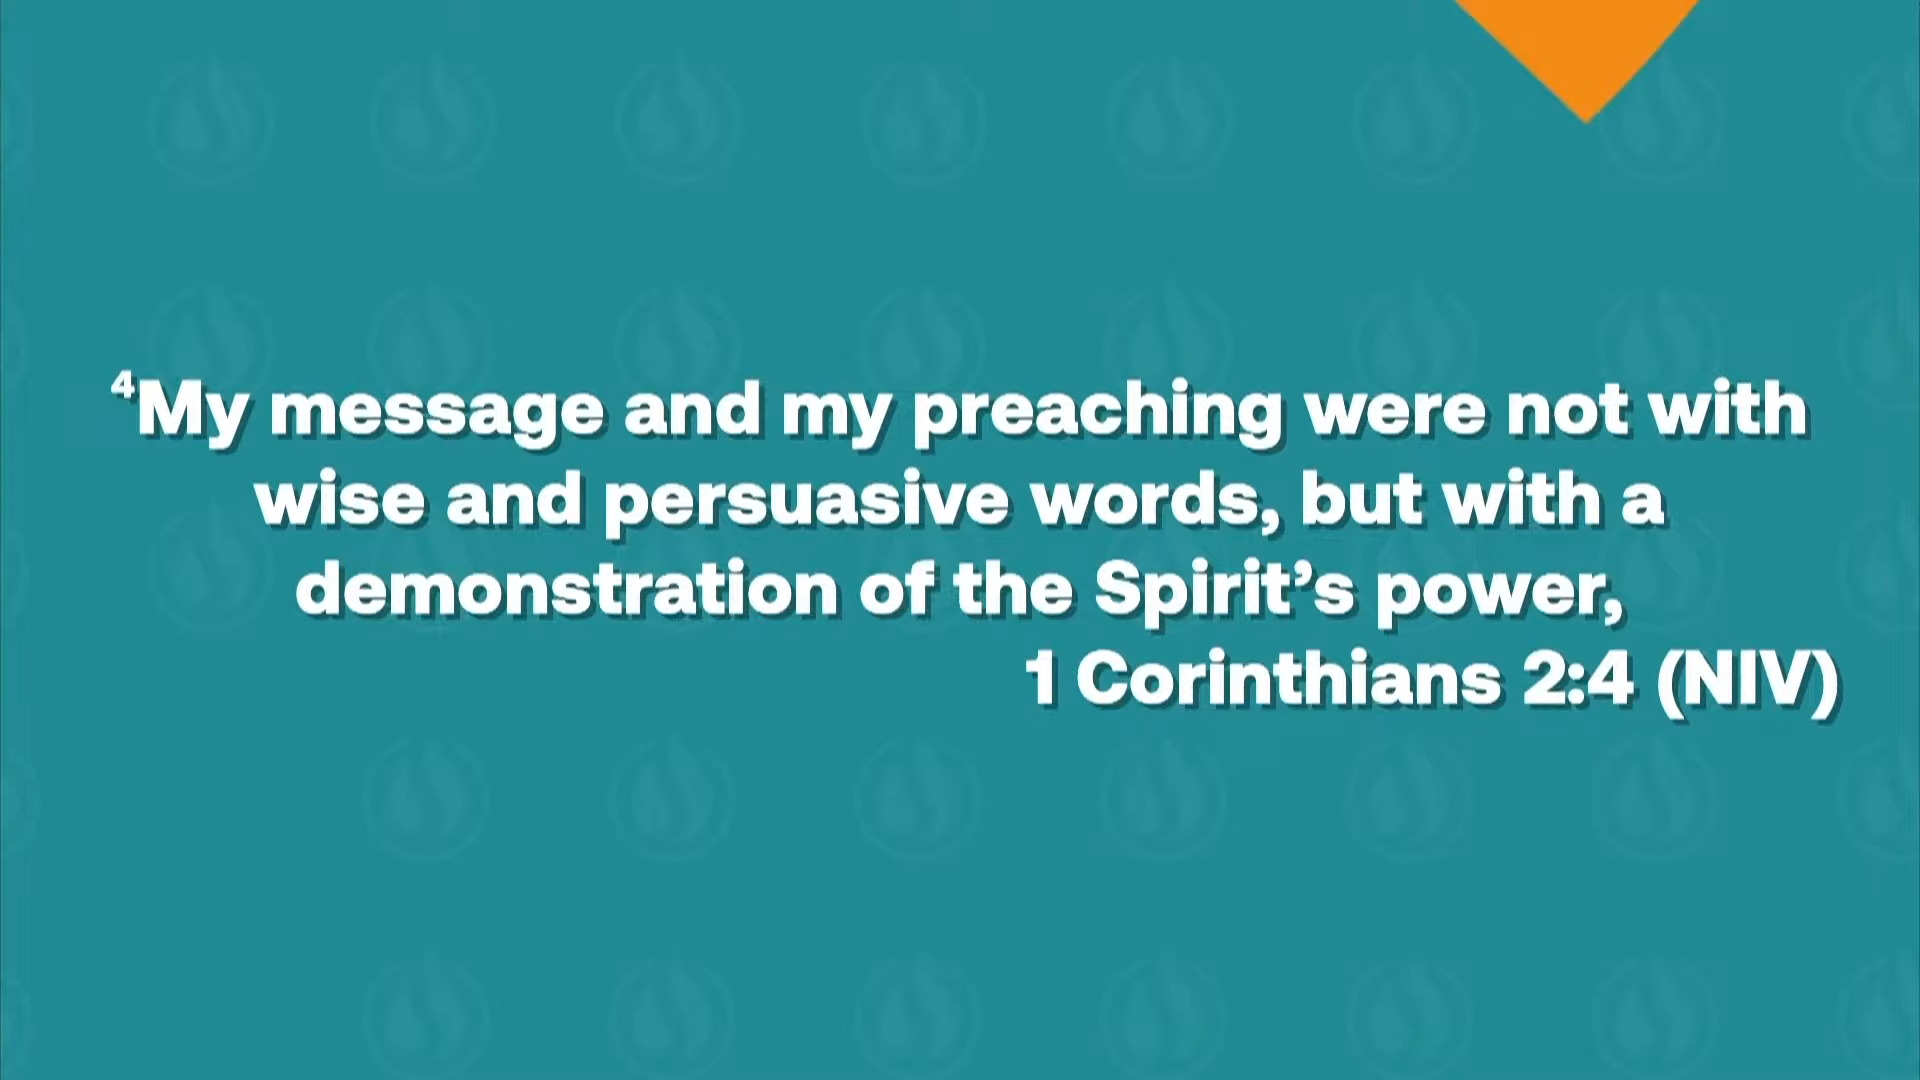 ⁴My message and my preaching were not with
wise and persuasive words, but with a
demonstration of the Spirit’s power,
1 Corinthians 2:4 (NIV)